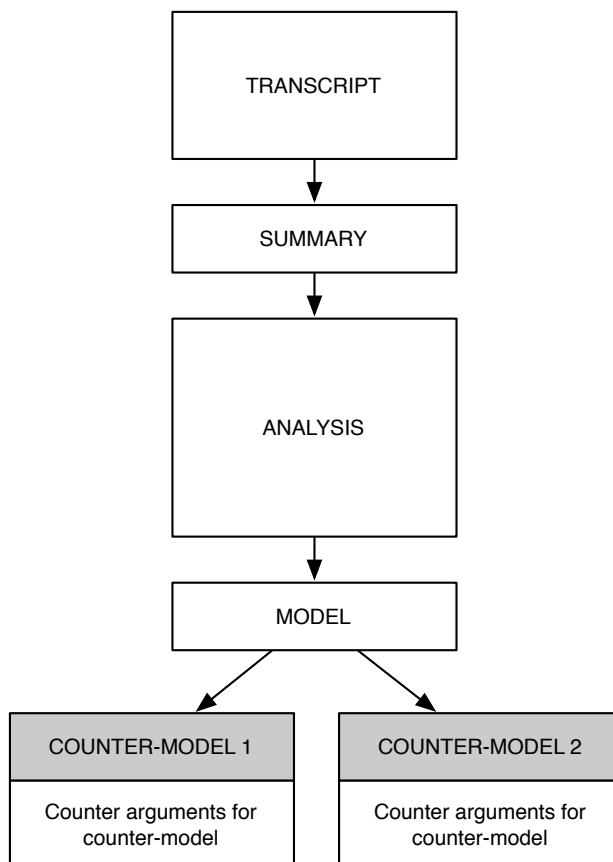 TRANSCRIPT
SUMMARY
ANALYSIS
MODEL
COUNTER-MODEL 1
Counter arguments for
counter-model
COUNTER-MODEL 2
Counter arguments for
counter-model